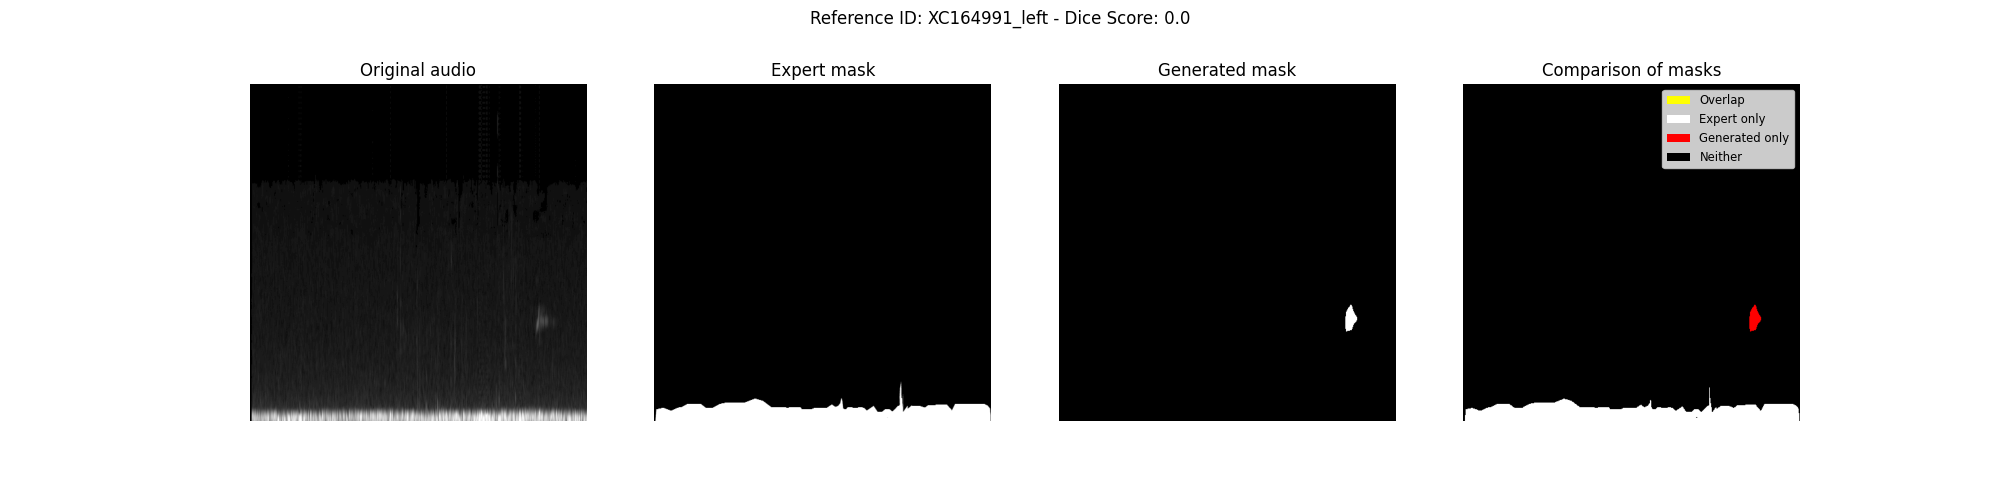 Reference ID: XC164991_left - Dice Score: 0.0
Original audio
Expert mask
Generated mask
Comparison of masks
Overlap
Expert only
Generated only
Neither